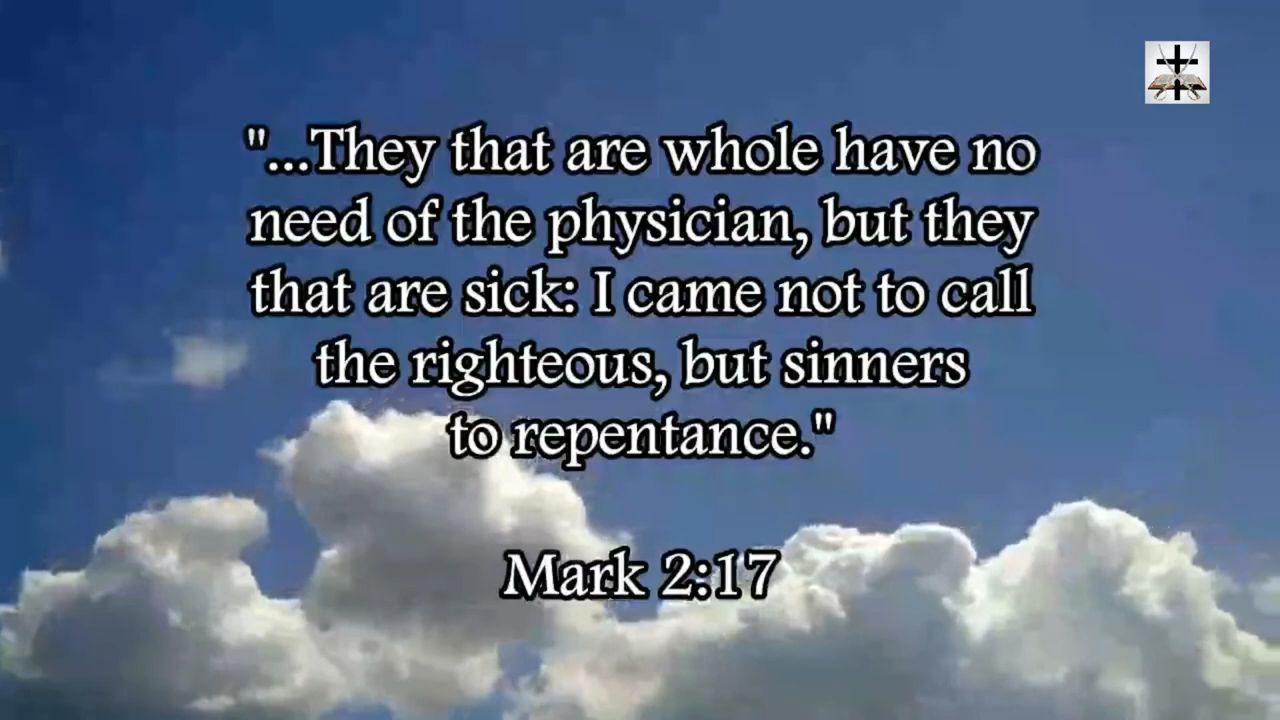 "...They that are whole have no
need of the physician, but they
that are sick: I came not to call
the righteous, but sinners
to repentance."
Mark 2:17